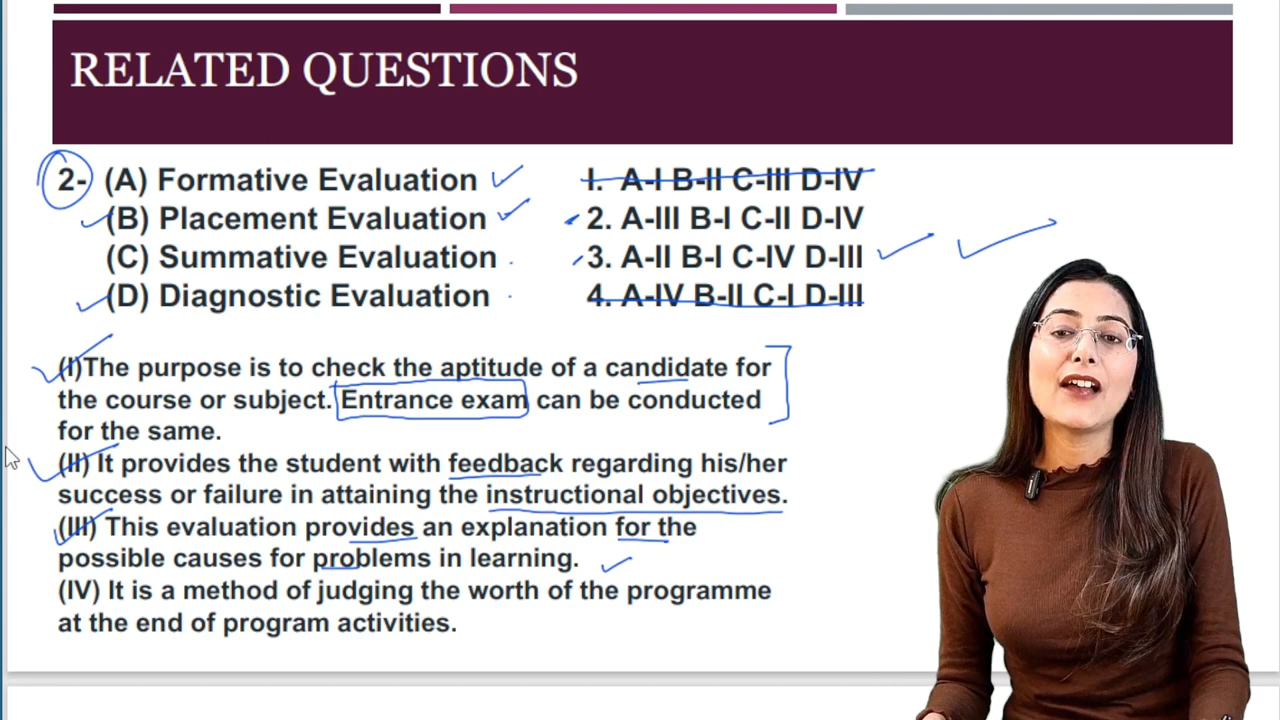 RELATED QUESTIONS
2- (A) Formative Evaluation
(B) Placement Evaluation
(C) Summative Evaluation
(D) Diagnostic Evaluation
1. A-I B-II C-III D-IV
2. A-III B-I C-II D-IV
3. A-II B-I C-IV D-III
4. A-IV B-II C-I D-III
(I)The purpose is to check the aptitude of a candidate for
the course or subject. Entrance exam can be conducted
for the same.
(II) It provides the student with feedback regarding his/her
success or failure in attaining the instructional objectives.
(III) This evaluation provides an explanation for the
possible causes for problems in learning.
(IV) It is a method of judging the worth of the programme
at the end of program activities.